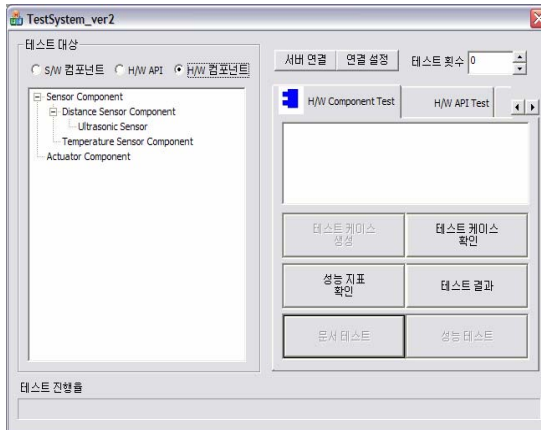 TestSystem_ver2
테스트 대상
S/W 컴포넌트 H/W API H/W 컴포넌트
Sensor Component
Distance Sensor Component
Ultrasonic Sensor
Temperature Sensor Component
Actuator Component
서버 연결 연결 설정 테스트 횟수 0
H/W Component Test H/W API Test
테스트 케이스
생성
테스트 케이스
확인
성능 지표
확인
테스트 결과
문서 테스트 성능 테스트
테스트 진행율